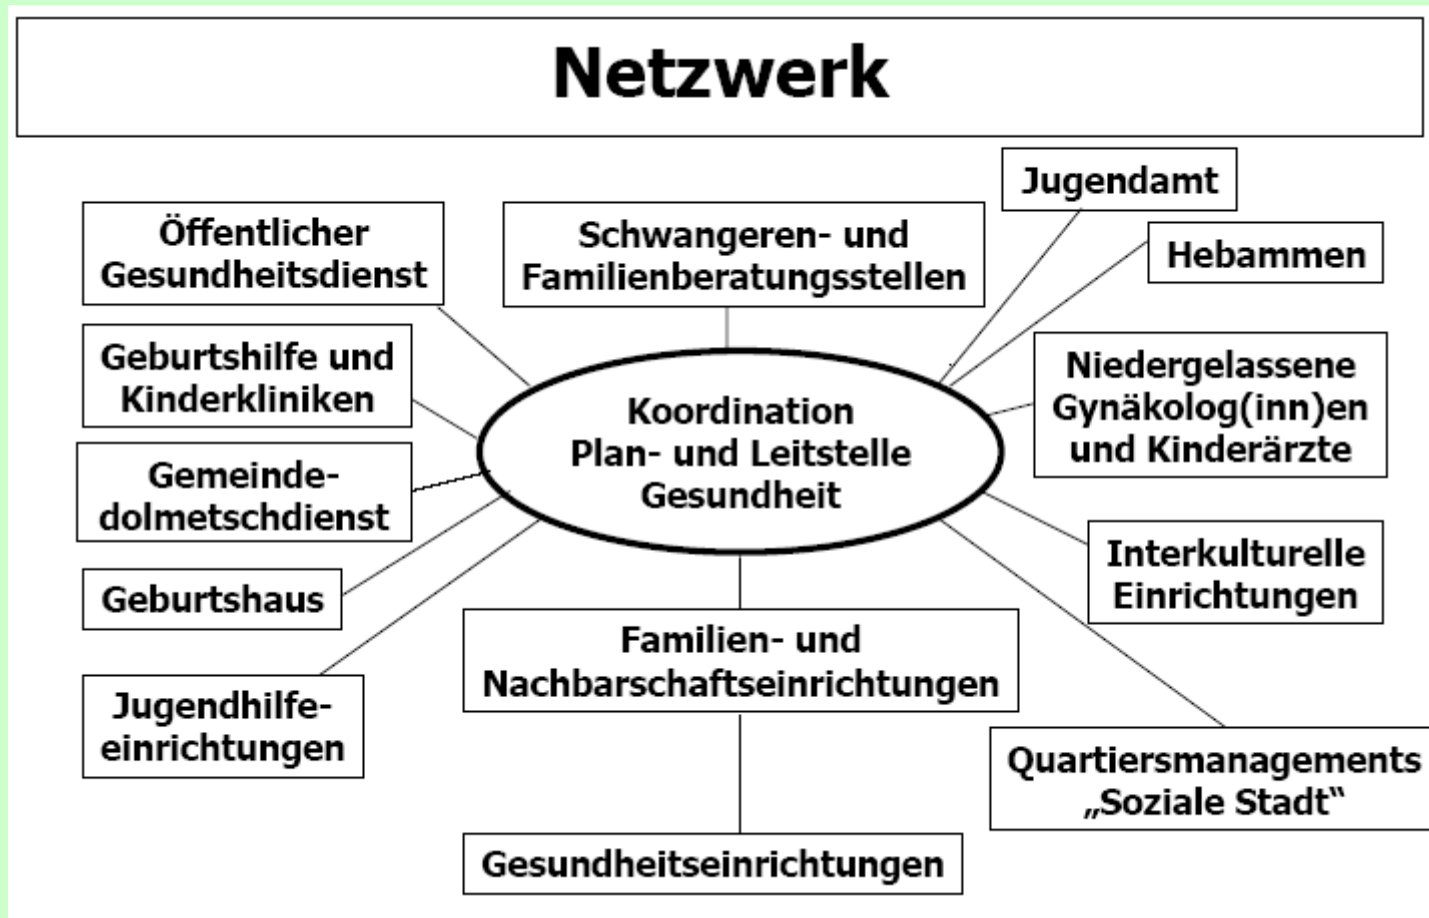 Netzwerk
Jugendamt
Öffentlicher
Gesundheitsdienst
Schwangeren- und
Familienberatungsstellen
Hebammen
Geburtshilfe und
Kinderkliniken
Koordination
Plan- und Leitstelle
Gesundheit
Niedergelassene
Gynäkolog(inn)en
und Kinderärzte
Gemeinde-
dolmetschdienst
Interkulturelle
Einrichtungen
Geburtshaus
Familien- und
Nachbarschaftseinrichtungen
Jugendhilfe-
einrichtungen
Quartiersmanagements
„Soziale Stadt“
Gesundheitseinrichtungen